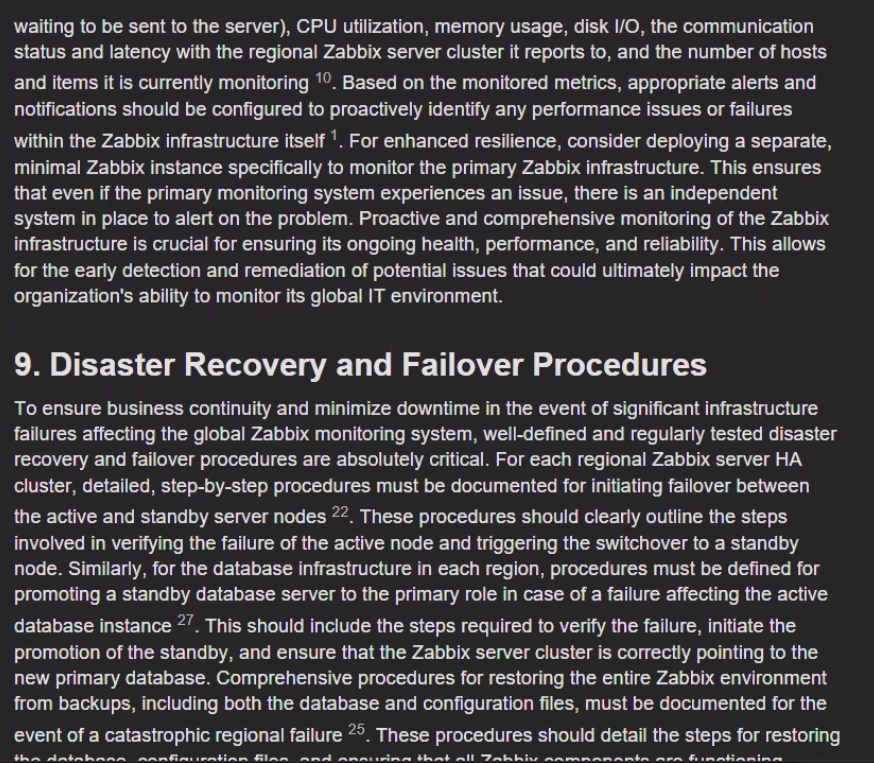 waiting to be sent to the server), CPU utilization, memory usage, disk I/O, the communication
status and latency with the regional Zabbix server cluster it reports to, and the number of hosts
and items it is currently monitoring 10. Based on the monitored metrics, appropriate alerts and
notifications should be configured to proactively identify any performance issues or failures
within the Zabbix infrastructure itself 1. For enhanced resilience, consider deploying a separate,
minimal Zabbix instance specifically to monitor the primary Zabbix infrastructure. This ensures
that even if the primary monitoring system experiences an issue, there is an independent
system in place to alert on the problem. Proactive and comprehensive monitoring of the Zabbix
infrastructure is crucial for ensuring its ongoing health, performance, and reliability. This allows
for the early detection and remediation of potential issues that could ultimately impact the
organization's ability to monitor its global IT environment.
9. Disaster Recovery and Failover Procedures
To ensure business continuity and minimize downtime in the event of significant infrastructure
failures affecting the global Zabbix monitoring system, well-defined and regularly tested disaster
recovery and failover procedures are absolutely critical. For each regional Zabbix server HA
cluster, detailed, step-by-step procedures must be documented for initiating failover between
the active and standby server nodes 22. These procedures should clearly outline the steps
involved in verifying the failure of the active node and triggering the switchover to a standby
node. Similarly, for the database infrastructure in each region, procedures must be defined for
promoting a standby database server to the primary role in case of a failure affecting the active
database instance 27. This should include the steps required to verify the failure, initiate the
promotion of the standby, and ensure that the Zabbix server cluster is correctly pointing to the
new primary database. Comprehensive procedures for restoring the entire Zabbix environment
from backups, including both the database and configuration files, must be documented for the
event of a catastrophic regional failure 25. These procedures should detail the steps for restoring
the database, configuration files, and ensuring that all Zabbix components are functioning